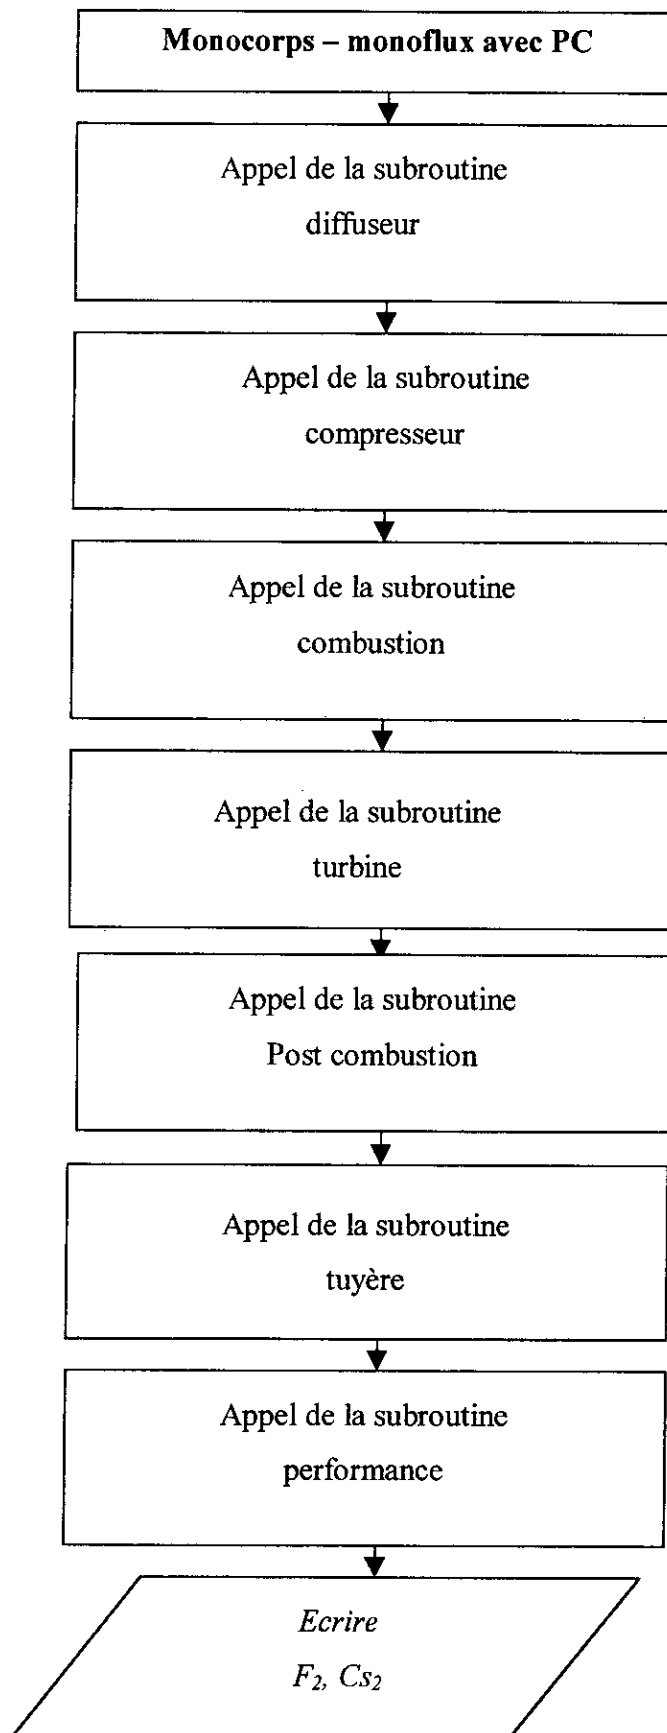 Monocorps – monoflux avec PC
Appel de la subroutine
diffuseur
Appel de la subroutine
compresseur
Appel de la subroutine
combustion
Appel de la subroutine
turbine
Appel de la subroutine
Post combustion
Appel de la subroutine
tuyère
Appel de la subroutine
performance
Ecrire
F₂, Cs₂